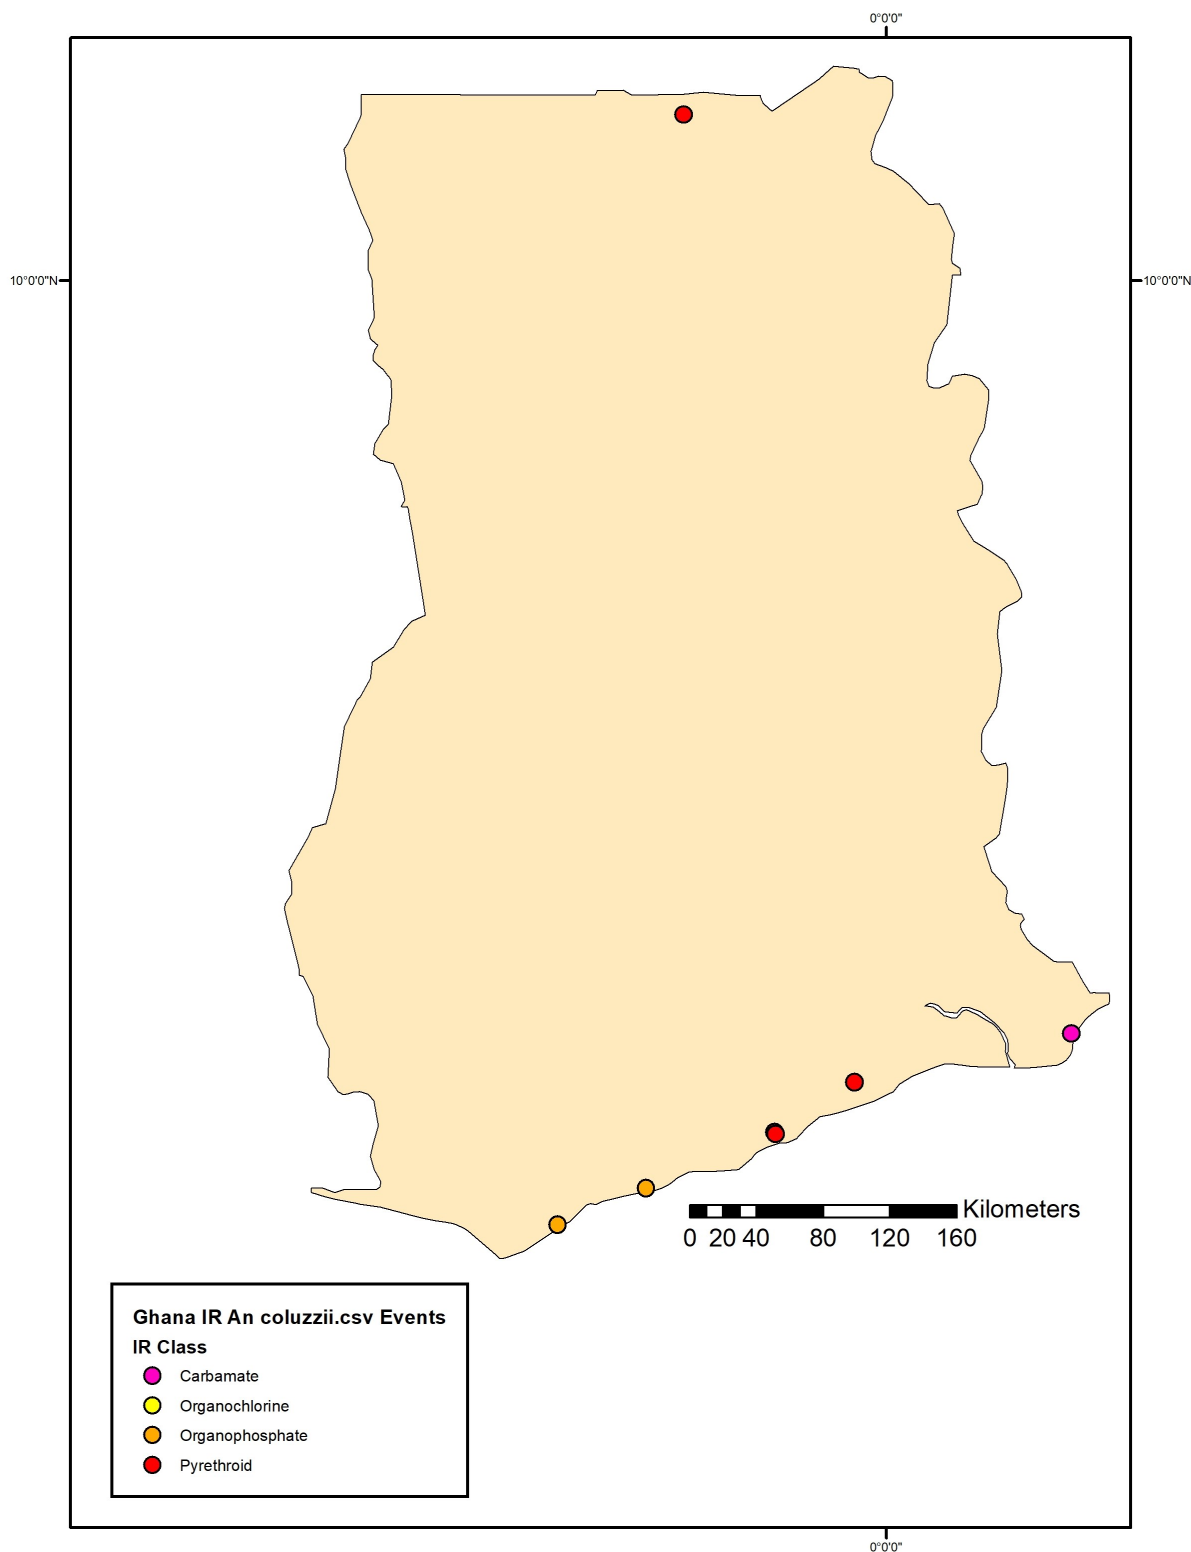 0°0'0"
10°0'0"N
10°0'0"N
Kilometers
0 20 40 80 120 160
Ghana IR An coluzzii.csv Events
IR Class
Carbamate
Organochlorine
Organophosphate
Pyrethroid
0°0'0"